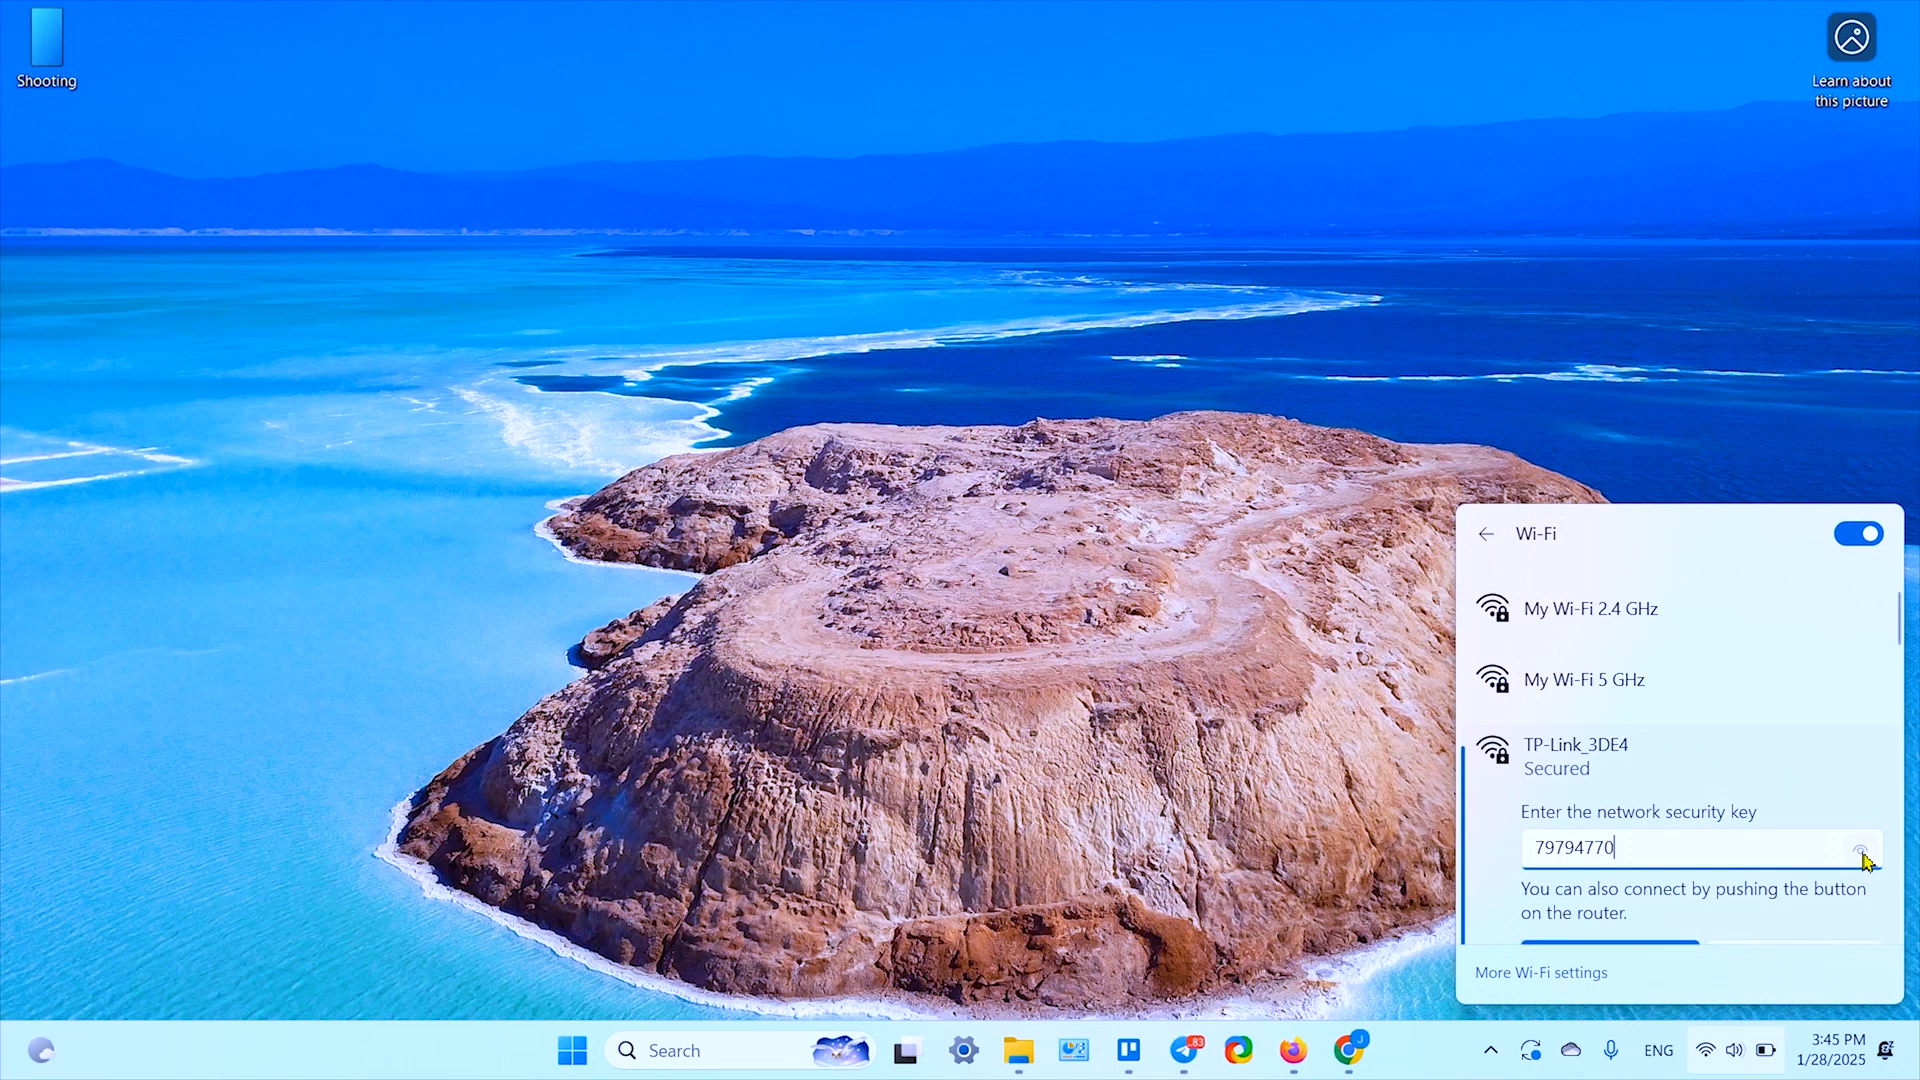 Shooting
Learn about
this picture
Wi-Fi
My Wi-Fi 2.4 GHz
My Wi-Fi 5 GHz
TP-Link_3DE4
Secured
Enter the network security key
79794770
You can also connect by pushing the button
on the router.
More Wi-Fi settings
Search
83
J
ENG
3:45 PM
1/28/2025